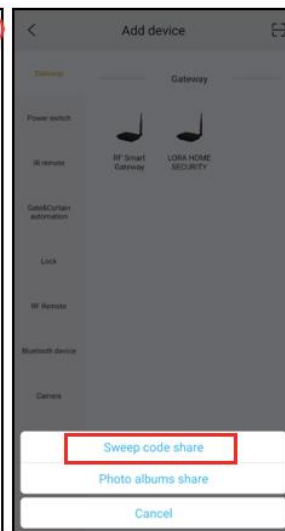 Add device
Gateway
Gateway
Power switch
RF Smart
Gateway
LORA HOME
SECURITY
IR remote
Gate&Curtain
automation
Lock
RF Remote
Bluetooth device
Camera
Sweep code share
Photo albums share
Cancel